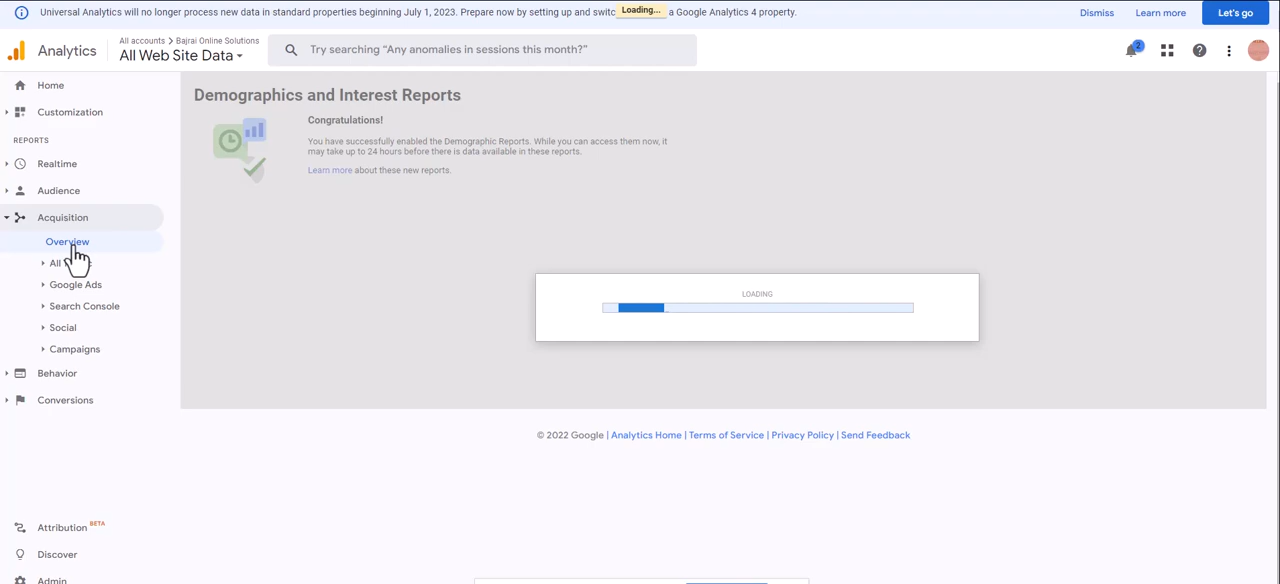 Universal Analytics will no longer process new data in standard properties beginning July 1, 2023. Prepare now by setting up and switc Loading... a Google Analytics 4 property.
Dismiss
Learn more
Let's go
Analytics
All accounts > Bajrai Online Solutions
All Web Site Data
Try searching “Any anomalies in sessions this month?”
2
Home
Customization
REPORTS
Realtime
Audience
Acquisition
Overview
All
Google Ads
Search Console
Social
Campaigns
Behavior
Conversions
Attribution BETA
Discover
Admin
Demographics and Interest Reports
Congratulations!
You have successfully enabled the Demographic Reports. While you can access them now, it
may take up to 24 hours before there is data available in these reports.
Learn more about these new reports.
LOADING
© 2022 Google | Analytics Home | Terms of Service | Privacy Policy | Send Feedback